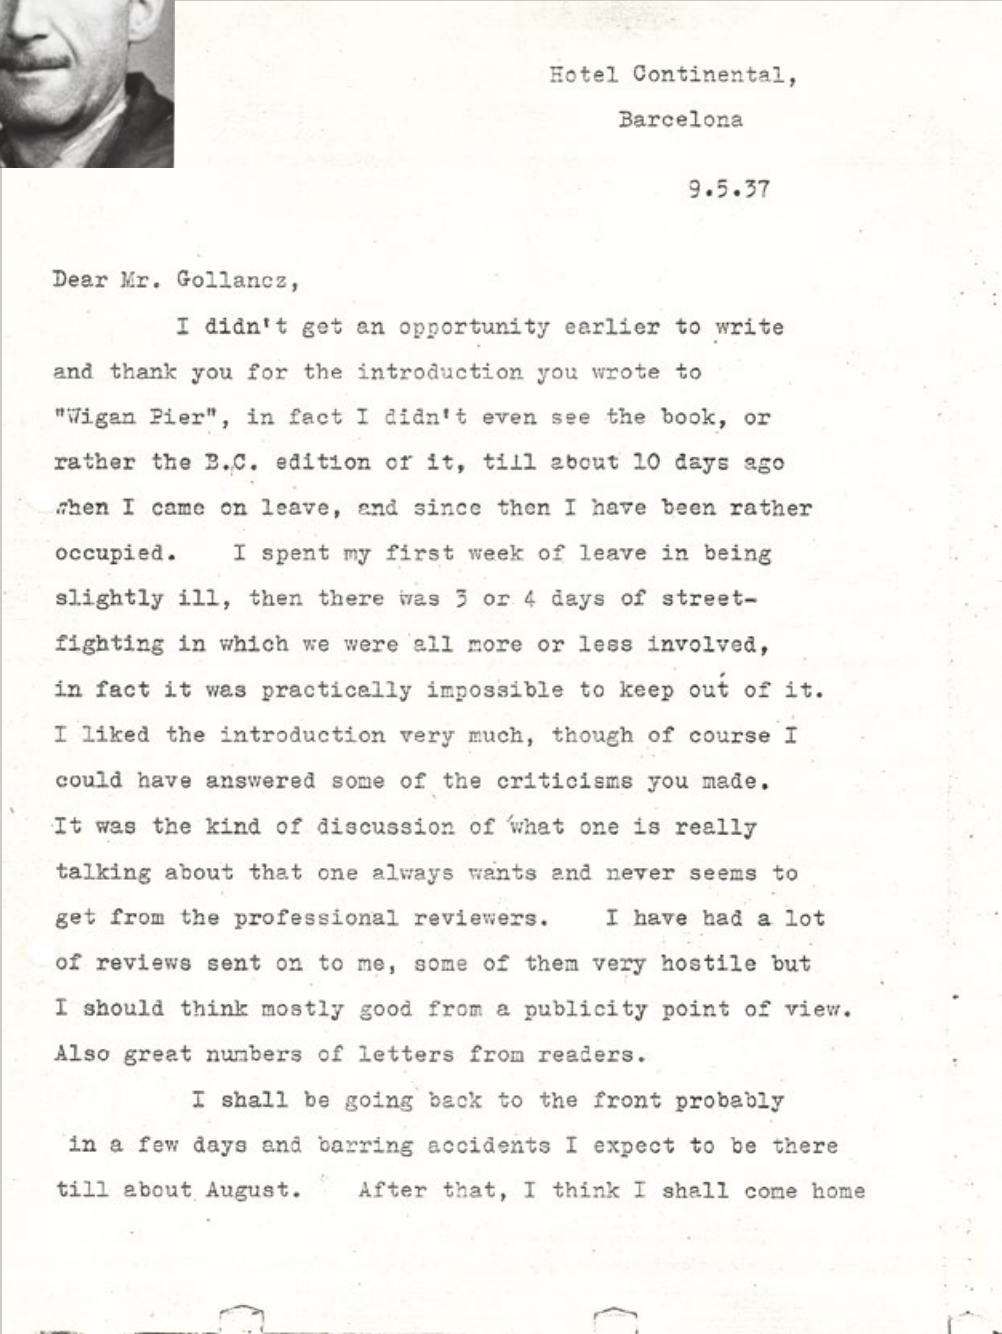 Hotel Continental,
Barcelona
9.5.37
Dear Mr. Gollancz,
I didn't get an opportunity earlier to write
and thank you for the introduction you wrote to
"Wigan Pier", in fact I didn't even see the book, or
rather the B.C. edition of it, till about 10 days ago
when I came on leave, and since then I have been rather
occupied. I spent my first week of leave in being
slightly ill, then there was 3 or 4 days of street-
fighting in which we were all more or less involved,
in fact it was practically impossible to keep out of it.
I liked the introduction very much, though of course I
could have answered some of the criticisms you made.
It was the kind of discussion of what one is really
talking about that one always wants and never seems to
get from the professional reviewers. I have had a lot
of reviews sent on to me, some of them very hostile but
I should think mostly good from a publicity point of view.
Also great numbers of letters from readers.
I shall be going back to the front probably
in a few days and barring accidents I expect to be there
till about August. After that, I think I shall come home